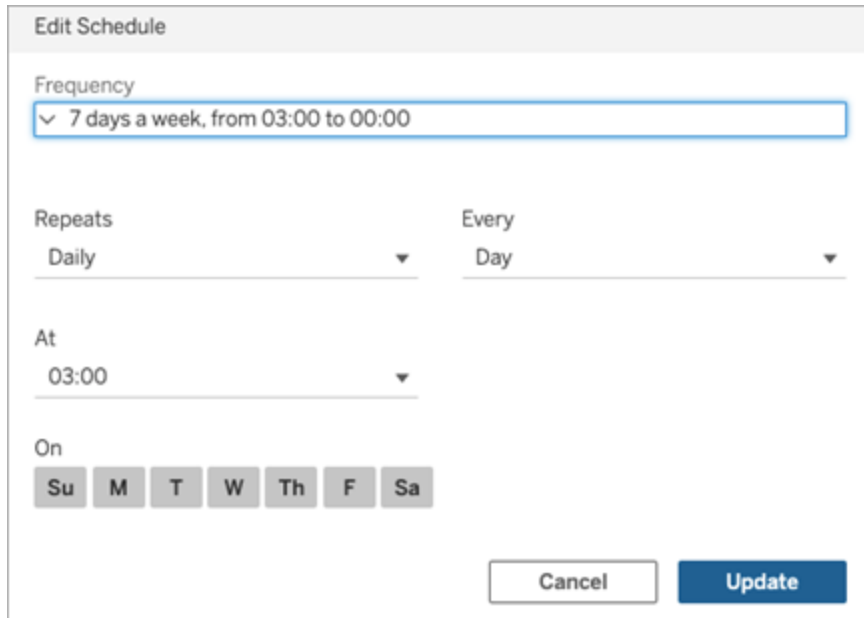 Edit Schedule
Frequency
7 days a week, from 03:00 to 00:00
Repeats Every
Daily Day
At
03:00
On
Su M T W Th F Sa
Cancel Update